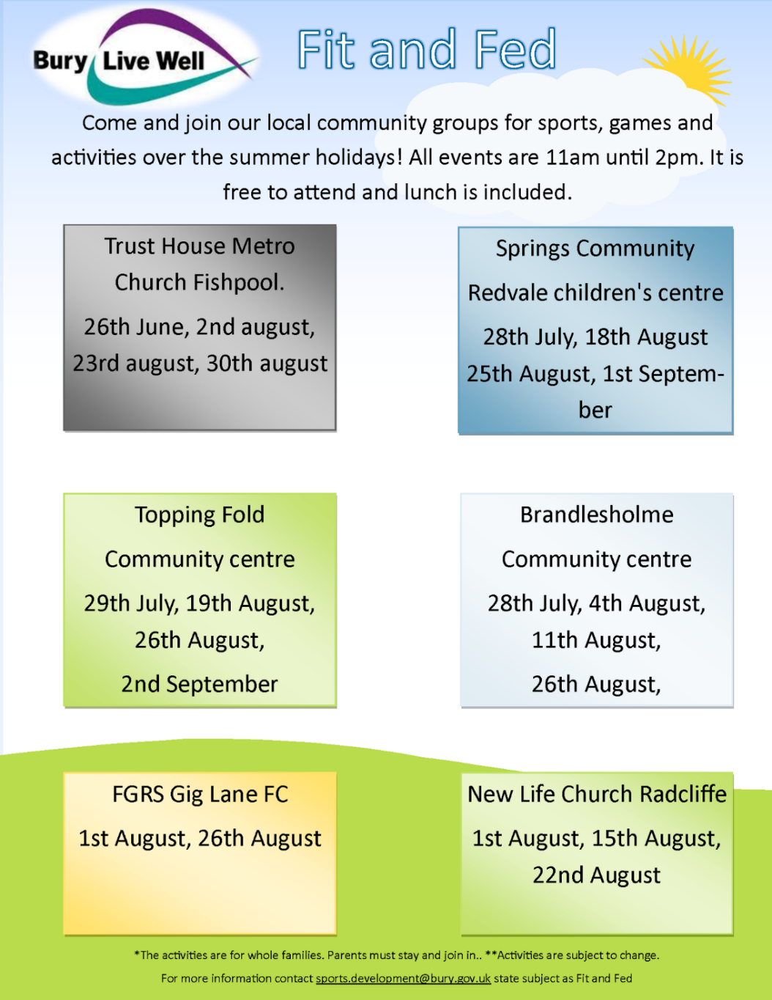 Bury Live Well
Fit and Fed
Come and join our local community groups for sports, games and
activities over the summer holidays! All events are 11am until 2pm. It is
free to attend and lunch is included.
Trust House Metro
Church Fishpool.
26th June, 2nd august,
23rd august, 30th august
Springs Community
Redvale children's centre
28th July, 18th August
25th August, 1st Septem-
ber
Topping Fold
Community centre
29th July, 19th August,
26th August,
2nd September
Brandlesholme
Community centre
28th July, 4th August,
11th August,
26th August,
FGRS Gig Lane FC
1st August, 26th August
New Life Church Radcliffe
1st August, 15th August,
22nd August
*The activities are for whole families. Parents must stay and join in.. **Activities are subject to change.
For more information contact sports.development@bury.gov.uk state subject as Fit and Fed